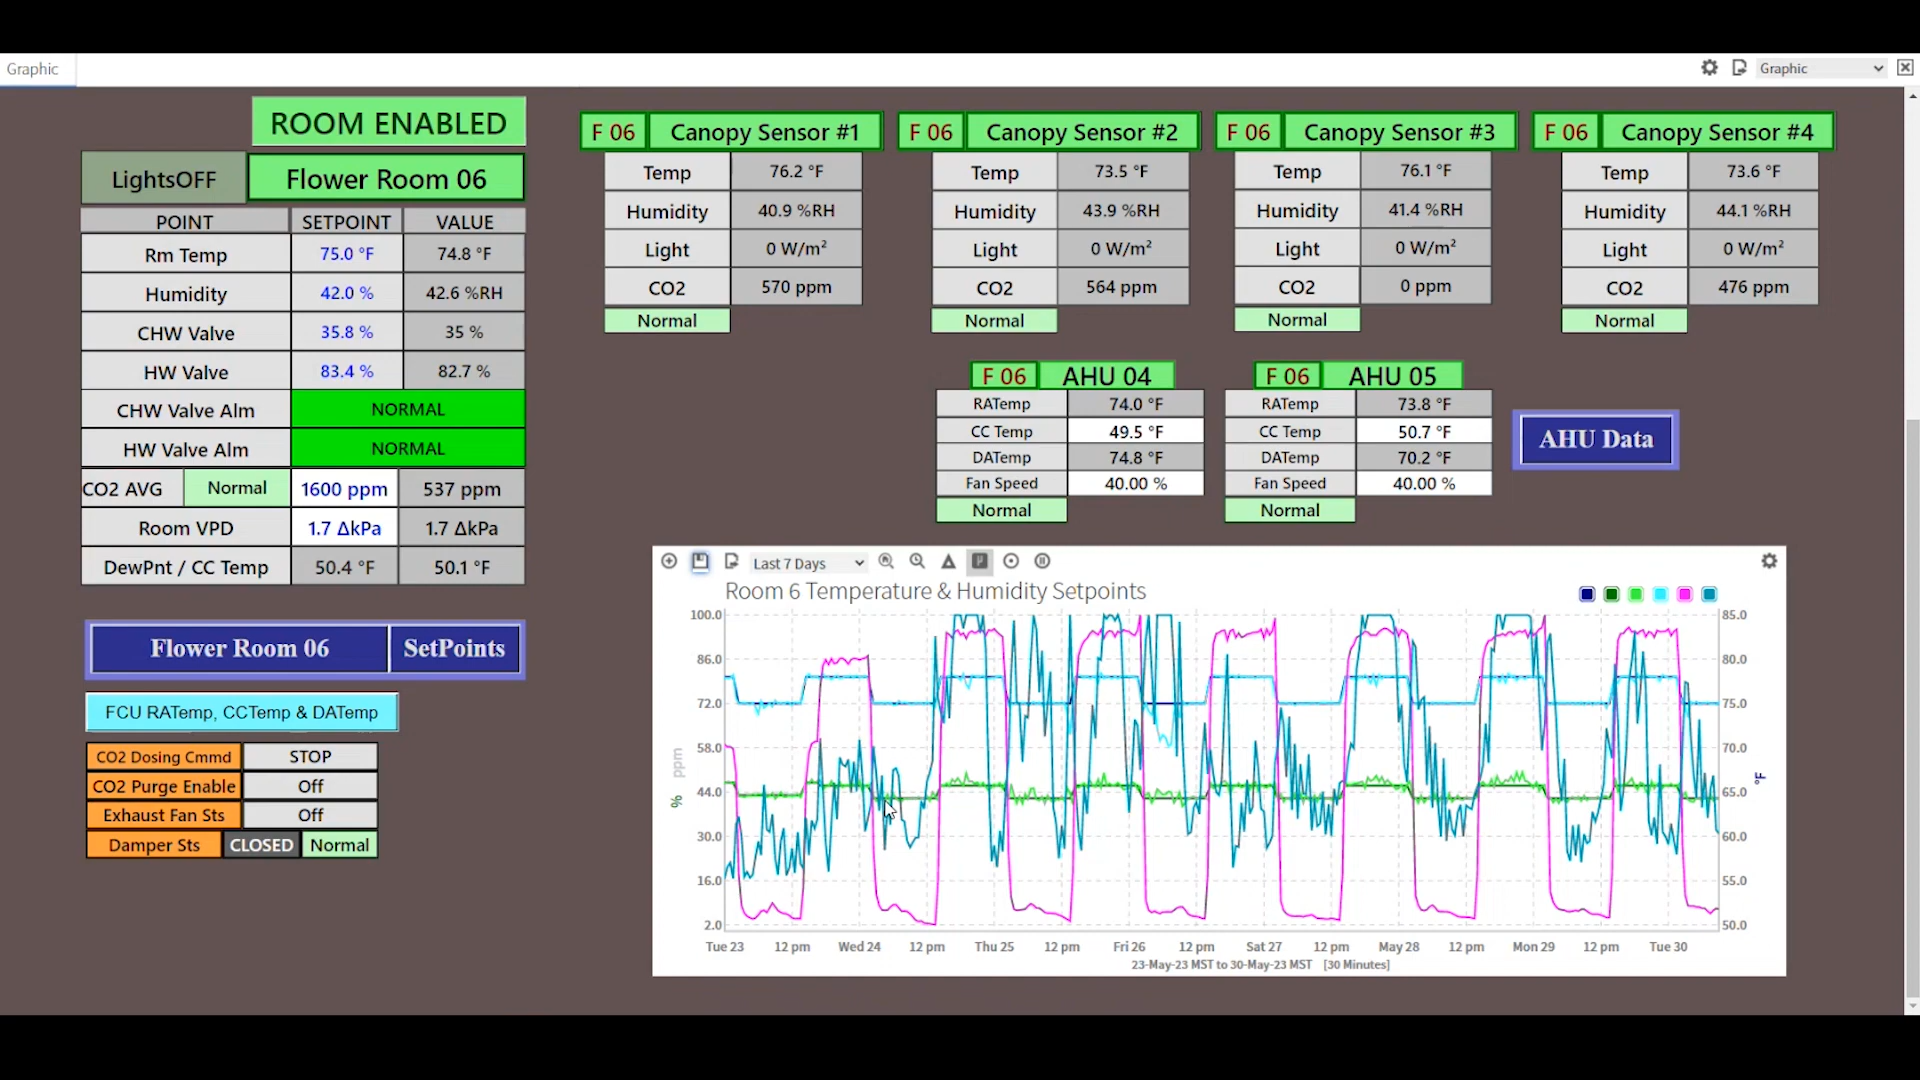 Graphic
Graphic
ROOM ENABLED
LightsOFF Flower Room 06
POINT SETPOINT VALUE
Rm Temp 75.0 °F 74.8 °F
Humidity 42.0 % 42.6 %RH
CHW Valve 35.8 % 35 %
HW Valve 83.4 % 82.7 %
CHW Valve Alm NORMAL
HW Valve Alm NORMAL
CO2 AVG Normal 1600 ppm 537 ppm
Room VPD 1.7 ΔkPa 1.7 ΔkPa
DewPnt / CC Temp 50.4 °F 50.1 °F
Flower Room 06 SetPoints
FCU RATemp, CCTemp & DATemp
CO2 Dosing Cmmd STOP
CO2 Purge Enable Off
Exhaust Fan Sts Off
Damper Sts CLOSED Normal
F 06 Canopy Sensor #1
Temp 76.2 °F
Humidity 40.9 %RH
Light 0 W/m²
CO2 570 ppm
Normal
F 06 Canopy Sensor #2
Temp 73.5 °F
Humidity 43.9 %RH
Light 0 W/m²
CO2 564 ppm
Normal
F 06 Canopy Sensor #3
Temp 76.1 °F
Humidity 41.4 %RH
Light 0 W/m²
CO2 0 ppm
Normal
F 06 Canopy Sensor #4
Temp 73.6 °F
Humidity 44.1 %RH
Light 0 W/m²
CO2 476 ppm
Normal
F 06 AHU 04
RATemp 74.0 °F
CC Temp 49.5 °F
DATemp 74.8 °F
Fan Speed 40.00 %
Normal
F 06 AHU 05
RATemp 73.8 °F
CC Temp 50.7 °F
DATemp 70.2 °F
Fan Speed 40.00 %
Normal
AHU Data
Last 7 Days
Room 6 Temperature & Humidity Setpoints
100.0 85.0
86.0 80.0
72.0 75.0
58.0 70.0
44.0 65.0
30.0 60.0
16.0 55.0
2.0 50.0
ppm
%
°F
Tue 23 12 pm Wed 24 12 pm Thu 25 12 pm Fri 26 12 pm Sat 27 12 pm May 28 12 pm Mon 29 12 pm Tue 30
23-May-23 MST to 30-May-23 MST [30 Minutes]